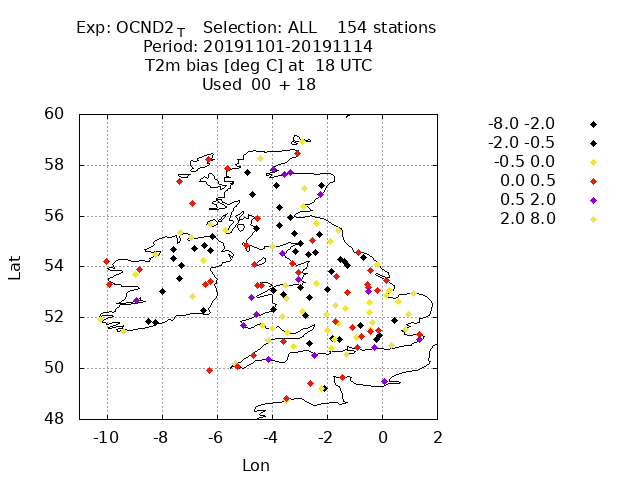 Exp: OCND2_T Selection: ALL 154 stations
Period: 20191101-20191114
T2m bias [deg C] at 18 UTC
Used 00 + 18
60
58
56
54
52
50
48
-10 -8 -6 -4 -2 0 2
Lat
Lon
-8.0 -2.0
-2.0 -0.5
-0.5 0.0
0.0 0.5
0.5 2.0
2.0 8.0